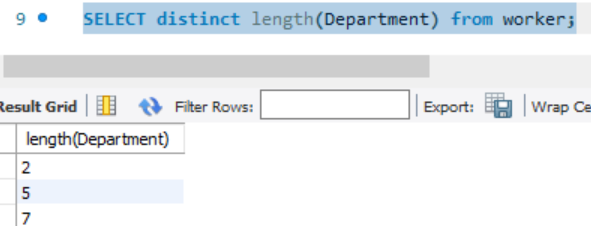 9 SELECT distinct length(Department) from worker;
Result Grid Filter Rows: Export: Wrap Ce
length(Department)
2
5
7